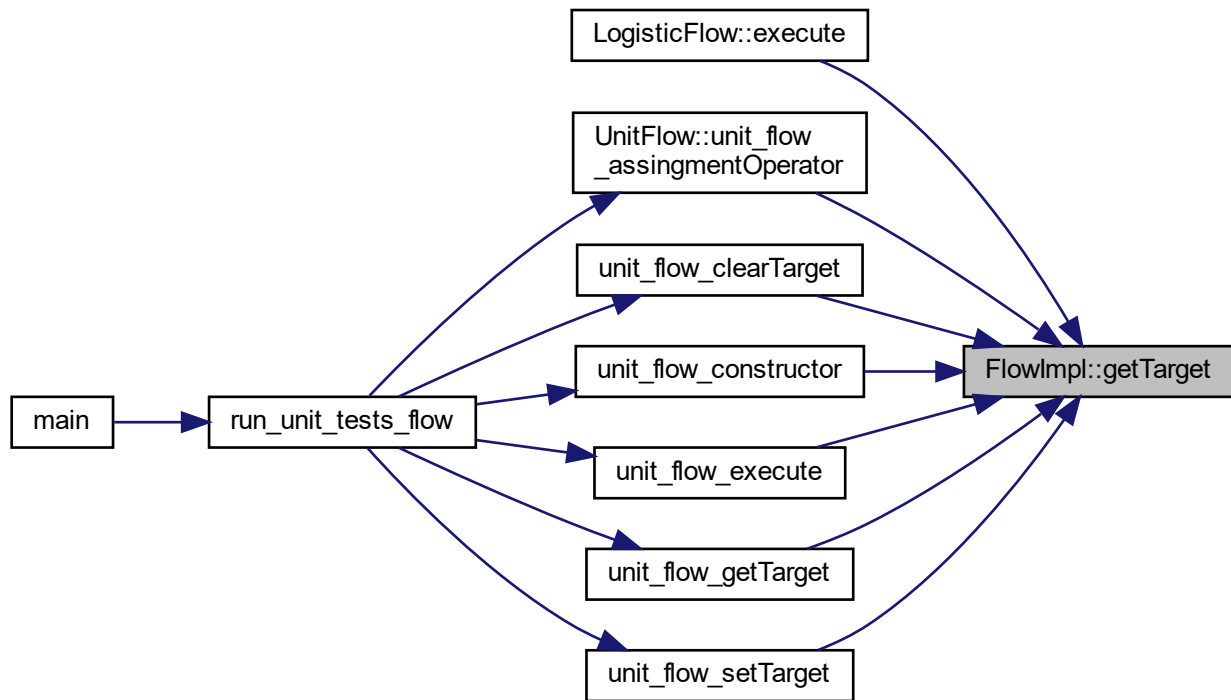 LogisticFlow::execute
UnitFlow::unit_flow
_assingmentOperator
unit_flow_clearTarget
unit_flow_constructor
FlowImpl::getTarget
main
run_unit_tests_flow
unit_flow_execute
unit_flow_getTarget
unit_flow_setTarget